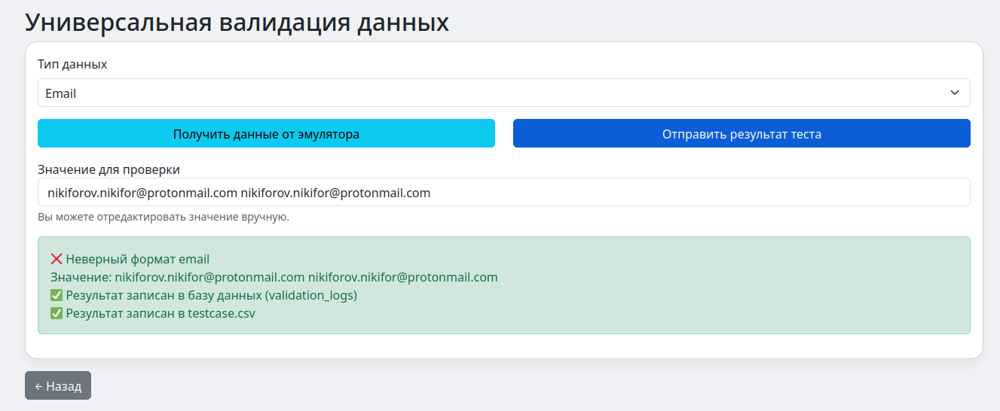 Универсальная валидация данных
Тип данных
Email
Получить данные от эмулятора
Отправить результат теста
Значение для проверки
nikiforov.nikifor@protonmail.com nikiforov.nikifor@protonmail.com
Вы можете отредактировать значение вручную.
❌ Неверный формат email
Значение: nikiforov.nikifor@protonmail.com nikiforov.nikifor@protonmail.com
✅ Результат записан в базу данных (validation_logs)
✅ Результат записан в testcase.csv
← Назад